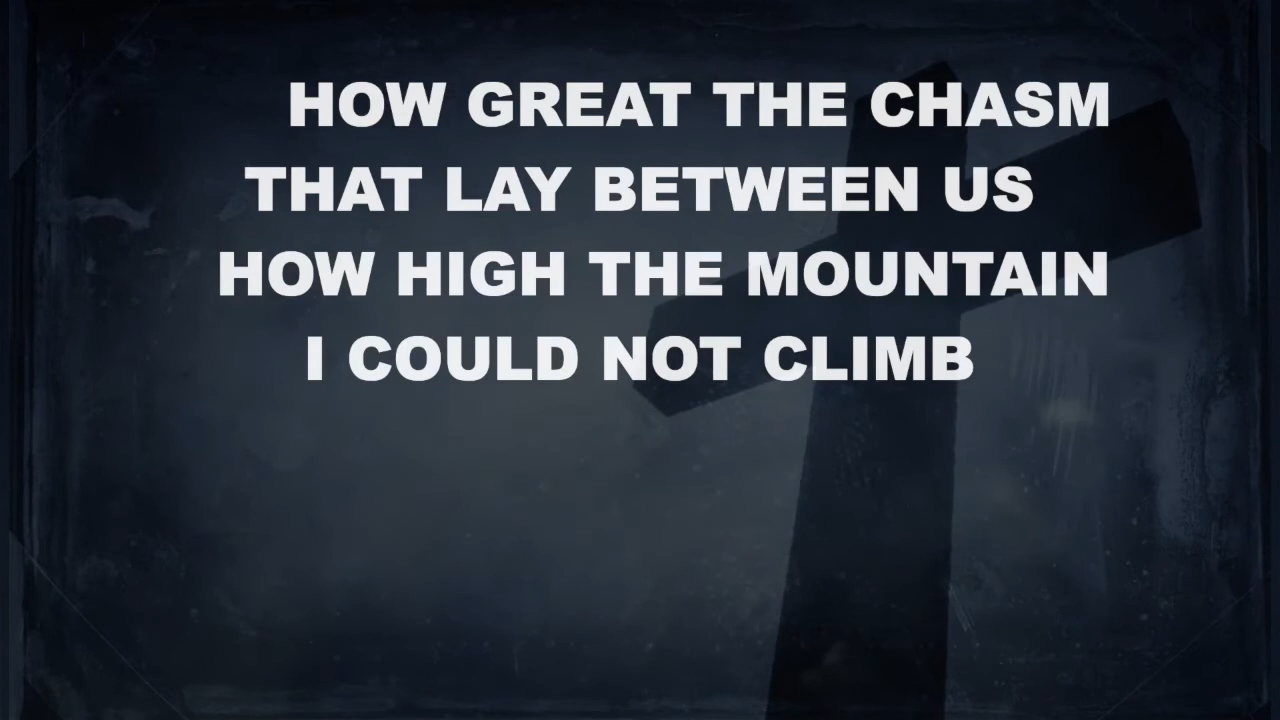 HOW GREAT THE CHASM
THAT LAY BETWEEN US
HOW HIGH THE MOUNTAIN
I COULD NOT CLIMB